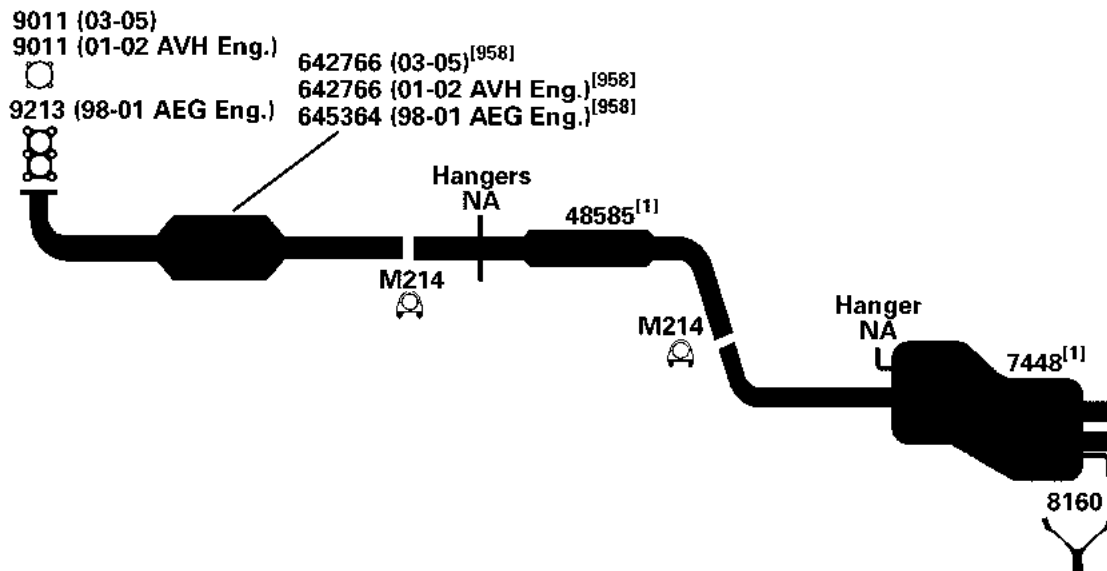 9011 (03-05)
9011 (01-02 AVH Eng.)
9213 (98-01 AEG Eng.)
642766 (03-05)[958]
642766 (01-02 AVH Eng.)[958]
645364 (98-01 AEG Eng.)[958]
Hangers
NA
48585[1]
M214
M214
Hanger
NA
7448[1]
8160